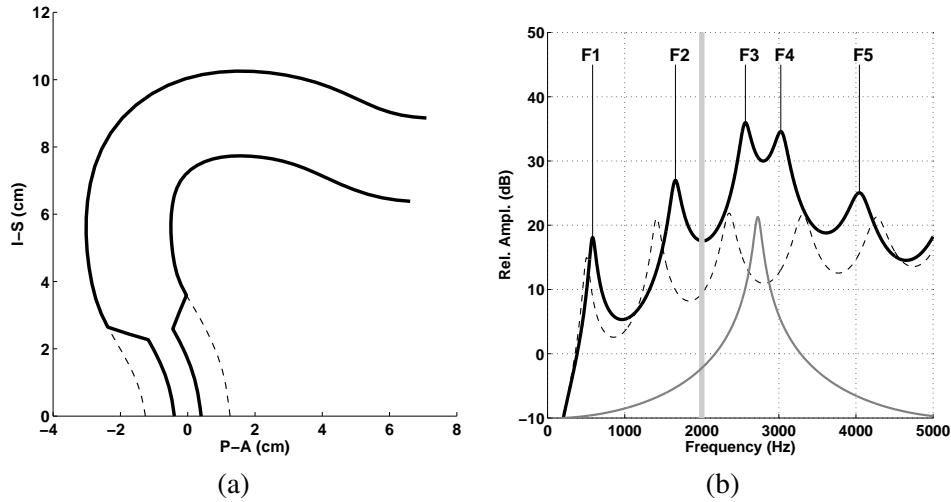 12
10
8
6
4
2
0
−4 −2 0 2 4 6 8
I−S (cm)
P−A (cm)
(a)
50
40
30
20
10
0
−10
0 1000 2000 3000 4000 5000
F1 F2 F3 F4 F5
Rel. Ampl. (dB)
Frequency (Hz)
(b)